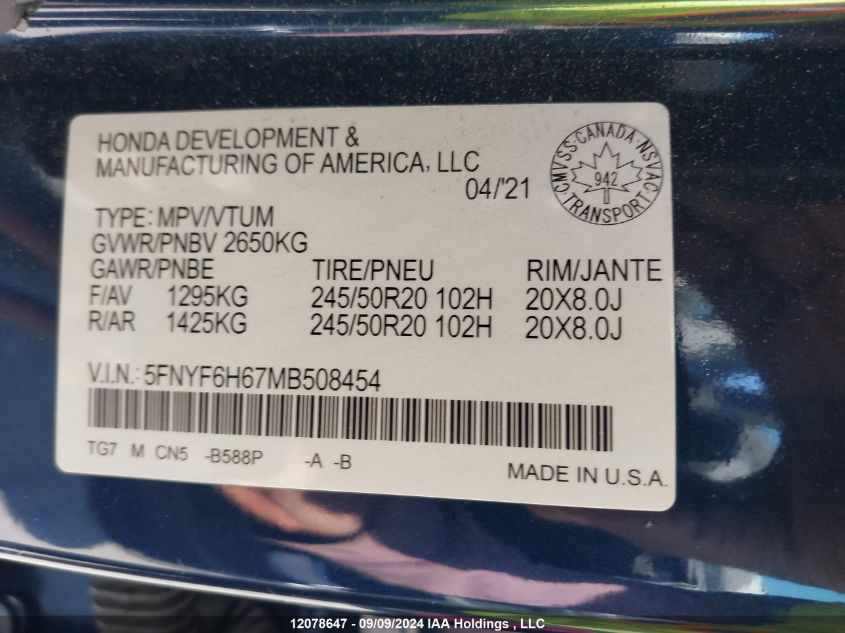 HONDA DEVELOPMENT &
MANUFACTURING OF AMERICA, LLC
04/'21
CMVSS·CANADA·NSVAC
942
TRANSPORT
TYPE: MPV/VTUM
GVWR/PNBV 2650KG
GAWR/PNBE TIRE/PNEU RIM/JANTE
F/AV 1295KG 245/50R20 102H 20X8.0J
R/AR 1425KG 245/50R20 102H 20X8.0J
V.I.N.: 5FNYF6H67MB508454
TG7 M CN5 -B588P -A -B
MADE IN U.S.A.
12078647 - 09/09/2024 IAA Holdings , LLC